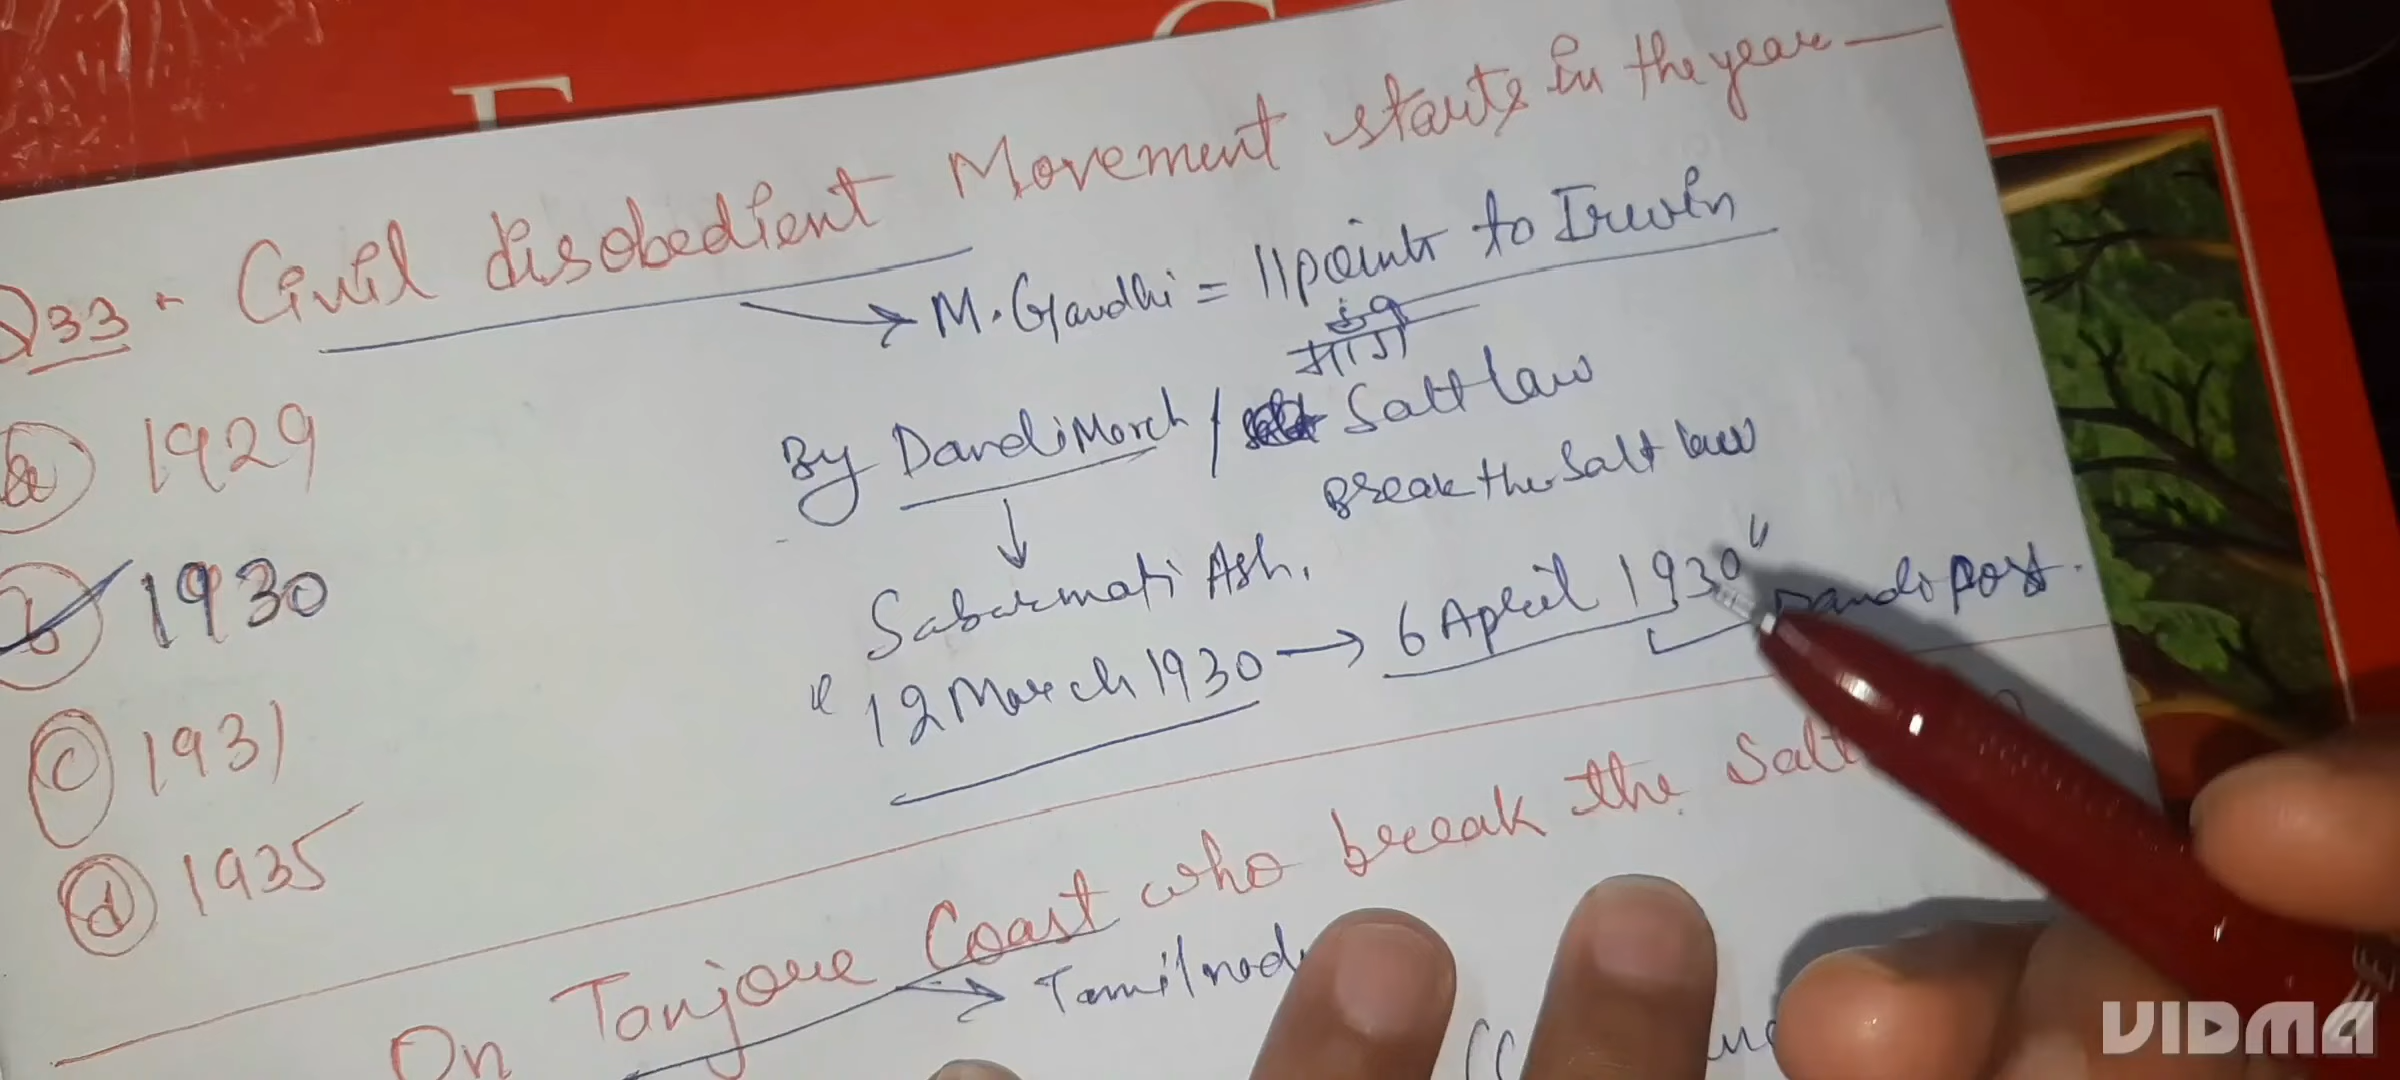 Q33. Civil disobedient Movement starts in the year —
→ M. Gandhi = 11 points to Irwin
मांग
(a) 1929
By Dandi March / Salt law
Break the Salt law
(b) 1930
Sabarmati Ash.
"12 March 1930 → 6 April 1930"
(c) 1931
(d) 1935
On Tanjore Coast who break the Salt
→ Tamilnad
VIDMA